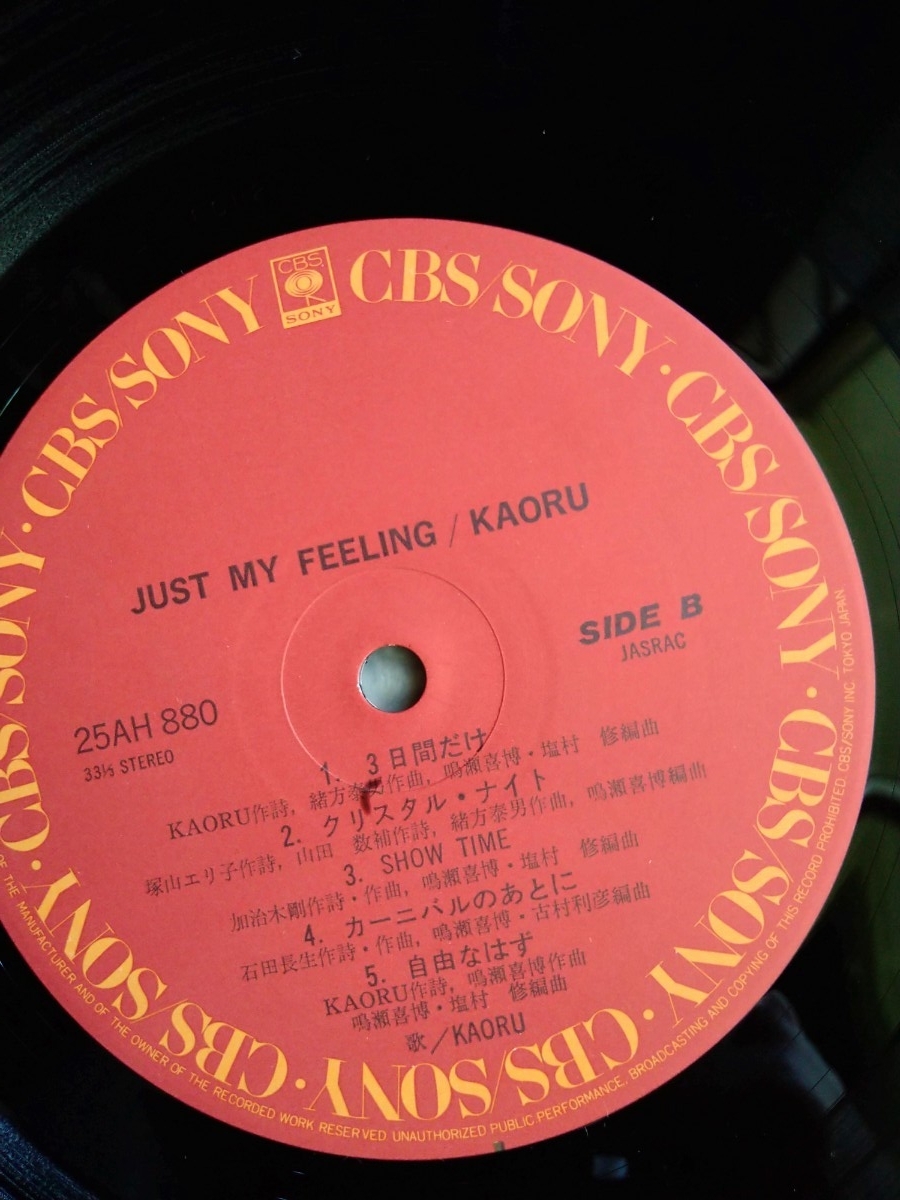 CBS
SONY
CBS/SONY · CBS/SONY · CBS/SONY · CBS/SONY · CBS/SONY · CBS/SONY · CBS/SONY · CBS/SONY
JUST MY FEELING / KAORU
SIDE B
JASRAC
25AH 880
33⅓ STEREO
1. 3日間だけ
KAORU作詩, 緒方泰男作曲, 鳴瀬喜博・塩村 修編曲
2. クリスタル・ナイト
塚山エリ子作詩, 山田 数補作詩, 緒方泰男作曲, 鳴瀬喜博編曲
3. SHOW TIME
加治木剛作詩・作曲, 鳴瀬喜博・塩村 修編曲
4. カーニバルのあとに
石田長生作詩・作曲, 鳴瀬喜博・古村利彦編曲
5. 自由なはず
KAORU作詩, 鳴瀬喜博作曲
鳴瀬喜博・塩村 修編曲
歌/KAORU
OF THE MANUFACTURER AND OF THE OWNER OF THE RECORDED WORK RESERVED. UNAUTHORIZED PUBLIC PERFORMANCE, BROADCASTING AND COPYING OF THIS RECORD PROHIBITED CBS/SONY INC. TOKYO JAPAN